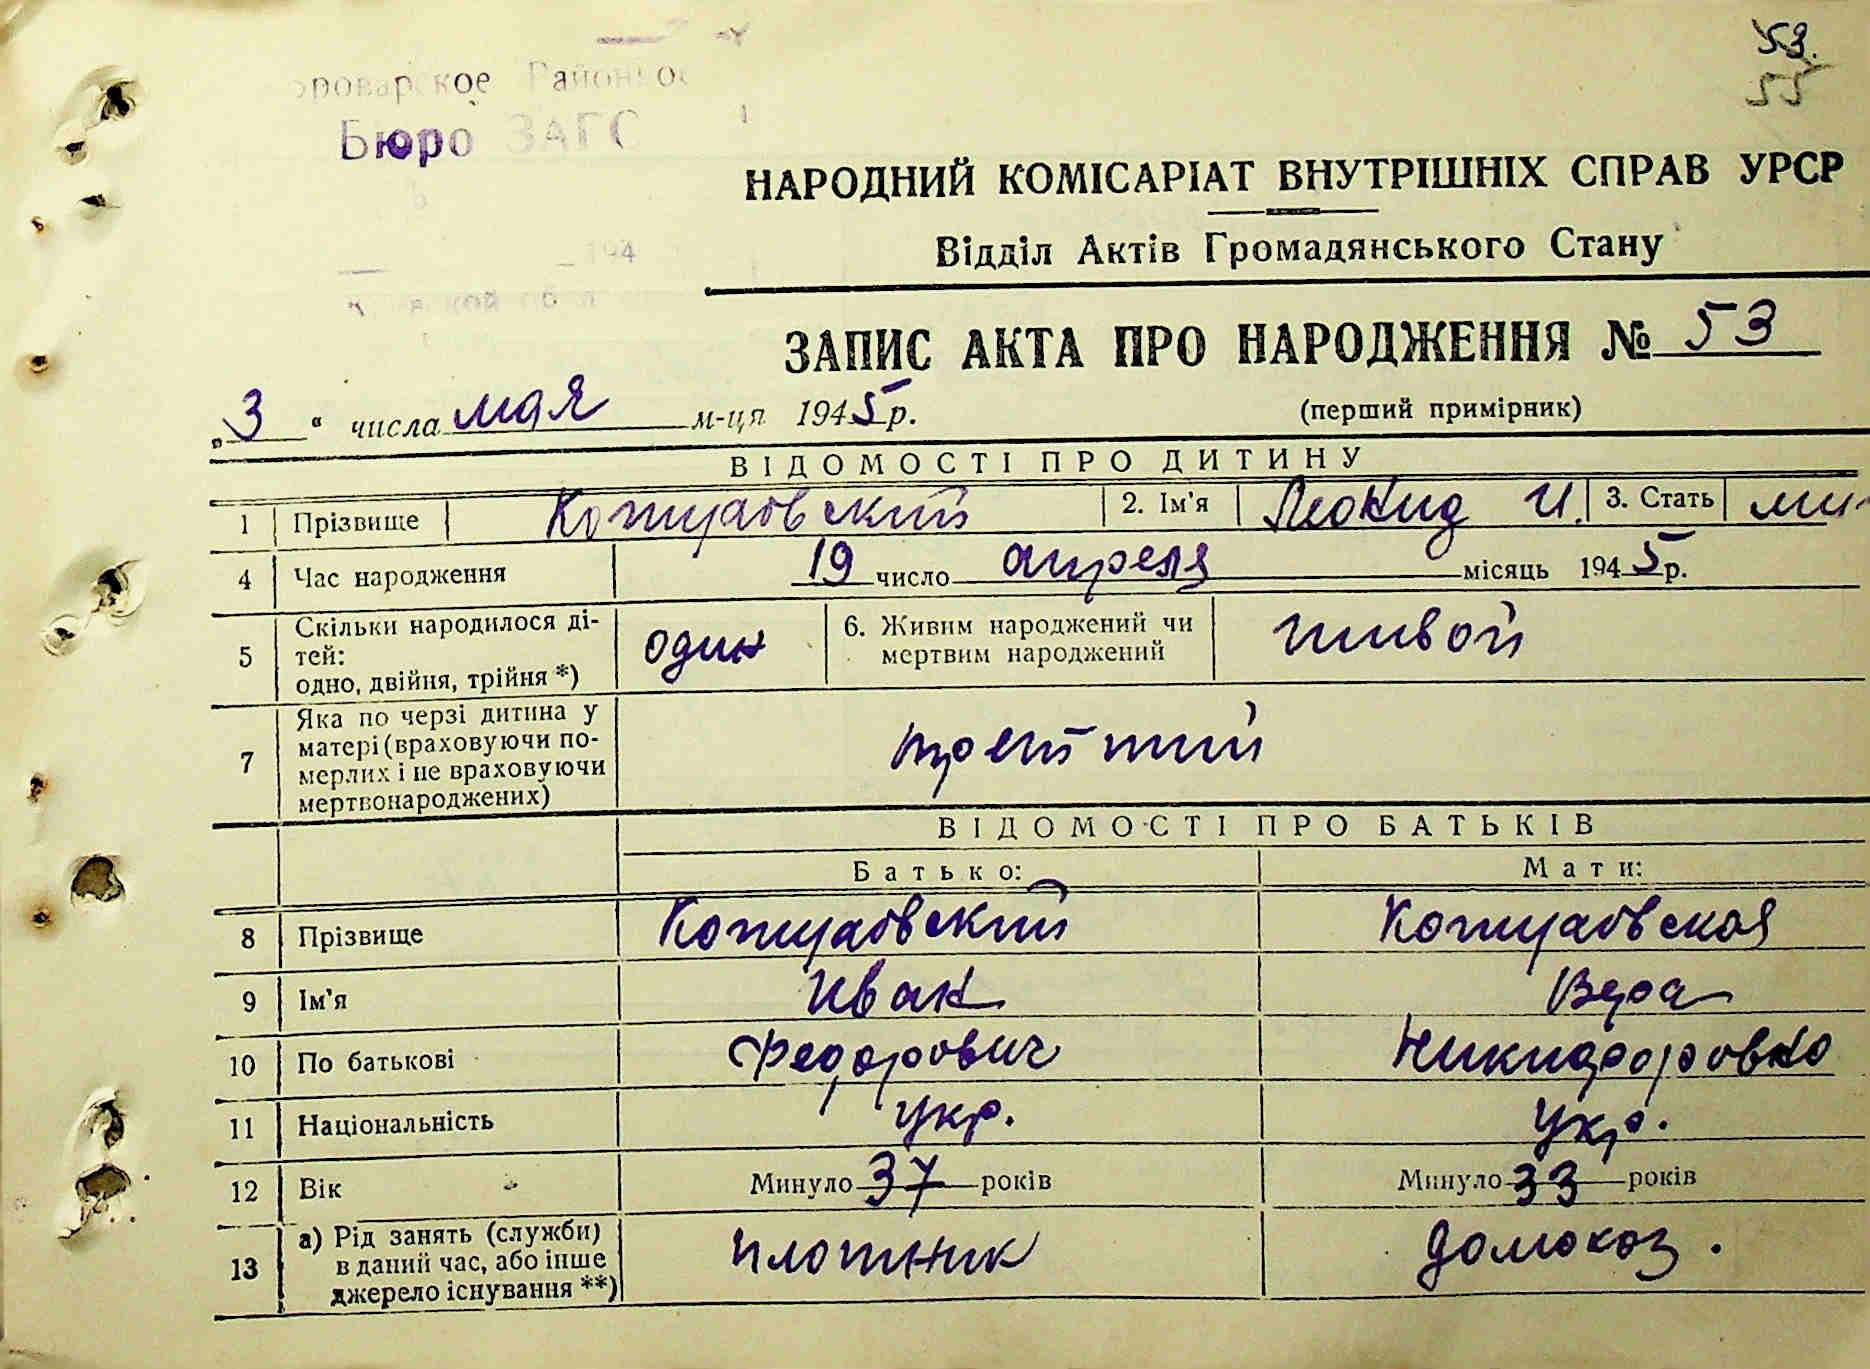 53.
55
Районное
Бюро ЗАГС
194
НАРОДНИЙ КОМІСАРІАТ ВНУТРІШНІХ СПРАВ УРСР
Відділ Актів Громадянського Стану
ЗАПИС АКТА ПРО НАРОДЖЕННЯ № 53
„3“ числа мая м-ця 1945 р.
(перший примірник)
ВІДОМОСТІ ПРО ДИТИНУ
1 Прізвище 2. Ім'я Леонид И. 3. Стать
4 Час народження 19 число апреля місяць 1945 р.
5 Скільки народилося ді-
тей:
одно, двійня, трійня *) один
6. Живим народжений чи
мертвим народжений живой
7 Яка по черзі дитина у
матері (враховуючи по-
мерлих і не враховуючи
мертвонароджених)
ВІДОМОСТІ ПРО БАТЬКІВ
Батько: Мати:
8 Прізвище
9 Ім'я Иван Вера
10 По батькові Федорович
11 Національність укр. укр.
12 Вік Минуло 37 років Минуло 33 років
13 а) Рід занять (служби)
в даний час, або інше
джерело існування **) плотник домохоз.